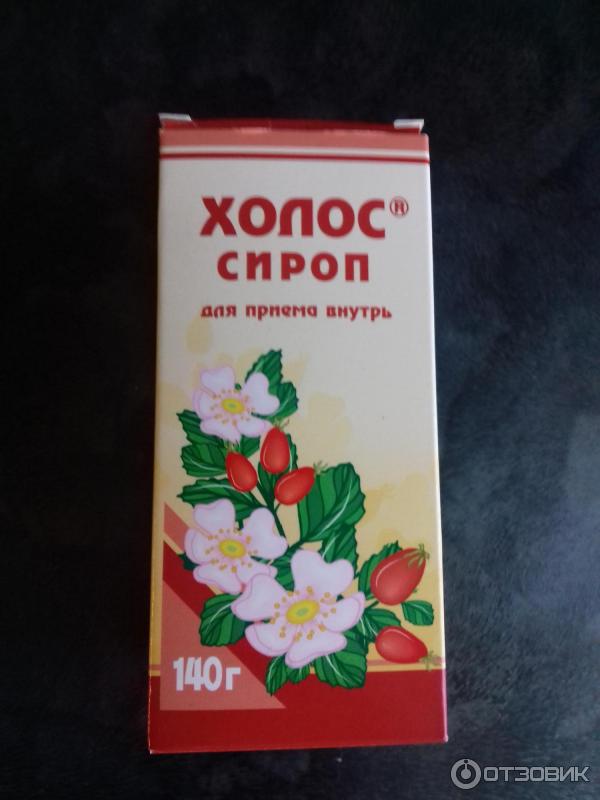 ХОЛОС®
СИРОП
для приема внутрь
140г
ОТЗОВИК